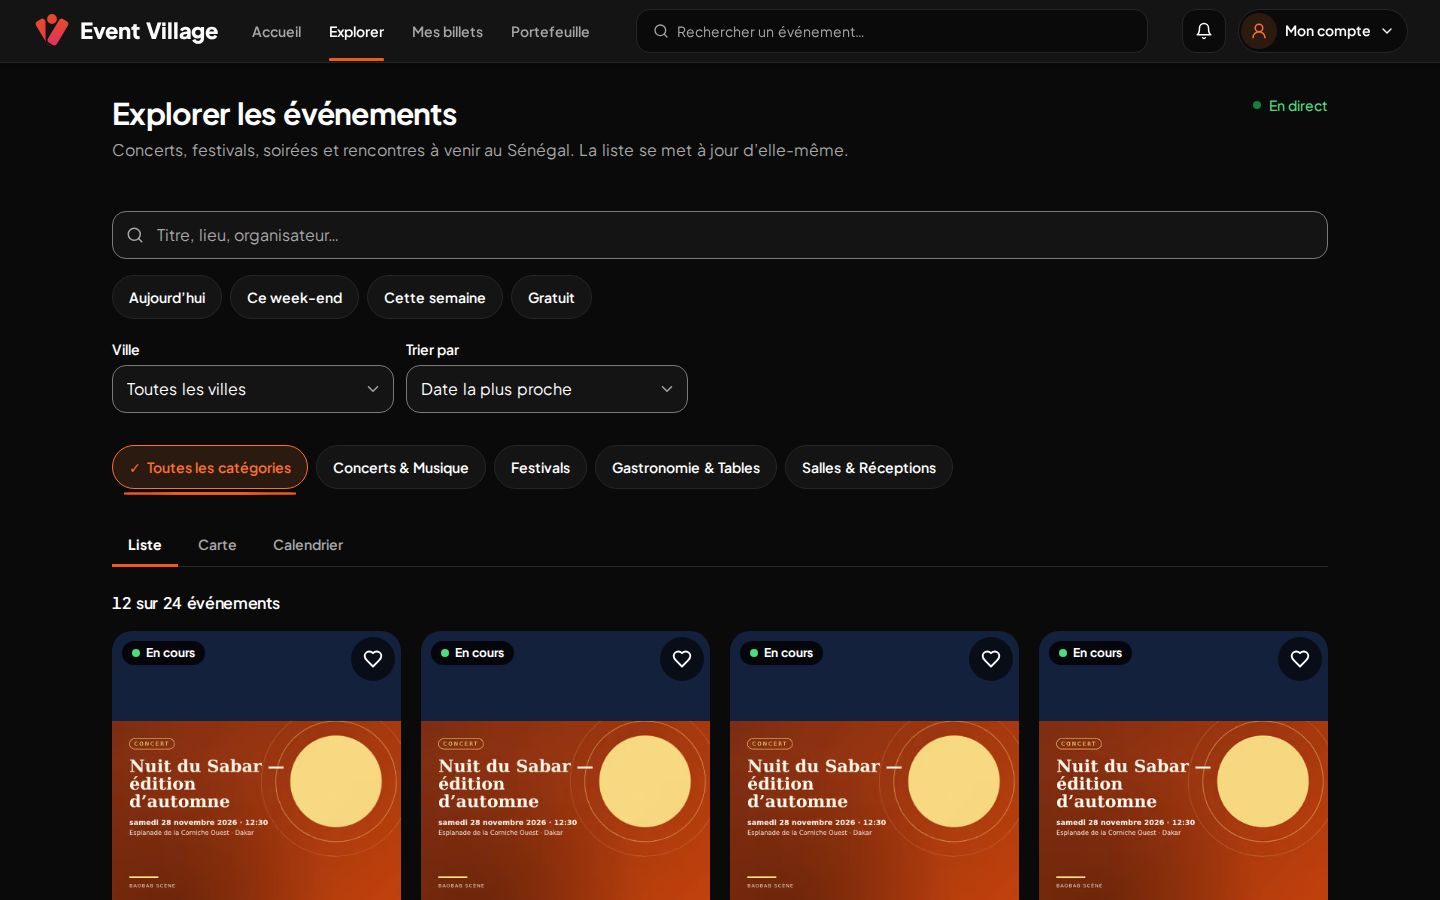 Event Village
Accueil
Explorer
Mes billets
Portefeuille
Rechercher un événement…
Mon compte
Explorer les événements
En direct
Concerts, festivals, soirées et rencontres à venir au Sénégal. La liste se met à jour d’elle-même.
Titre, lieu, organisateur…
Aujourd’hui
Ce week-end
Cette semaine
Gratuit
Ville
Trier par
Toutes les villes
Date la plus proche
✓ Toutes les catégories
Concerts & Musique
Festivals
Gastronomie & Tables
Salles & Réceptions
Liste
Carte
Calendrier
12 sur 24 événements
En cours
CONCERT
Nuit du Sabar —
édition
d’automne
samedi 28 novembre 2026 · 12:30
Esplanade de la Corniche Ouest · Dakar
BAOBAB SCÈNE
En cours
CONCERT
Nuit du Sabar —
édition
d’automne
samedi 28 novembre 2026 · 12:30
Esplanade de la Corniche Ouest · Dakar
BAOBAB SCÈNE
En cours
CONCERT
Nuit du Sabar —
édition
d’automne
samedi 28 novembre 2026 · 12:30
Esplanade de la Corniche Ouest · Dakar
BAOBAB SCÈNE
En cours
CONCERT
Nuit du Sabar —
édition
d’automne
samedi 28 novembre 2026 · 12:30
Esplanade de la Corniche Ouest · Dakar
BAOBAB SCÈNE